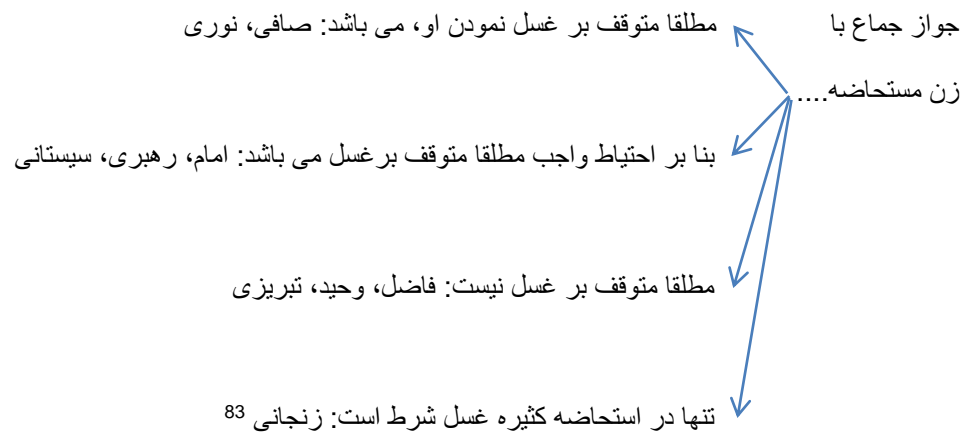 جواز جماع با
زن مستحاضه....
مطلقا متوقف بر غسل نمودن او، می باشد: صافی، نوری
بنا بر احتیاط واجب مطلقا متوقف برغسل می باشد: امام، رهبری، سیستانی
مطلقا متوقف بر غسل نیست: فاضل، وحید، تبریزی
تنها در استحاضه کثیره غسل شرط است: زنجانی 83